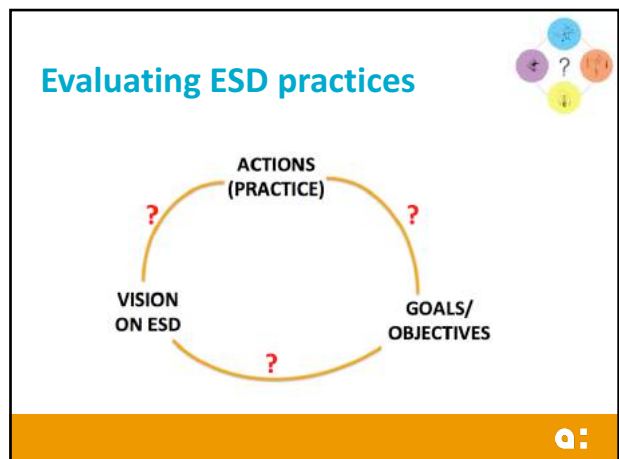 Evaluating ESD practices
?
ACTIONS
(PRACTICE)
?
?
VISION
ON ESD
GOALS/
OBJECTIVES
?
a: